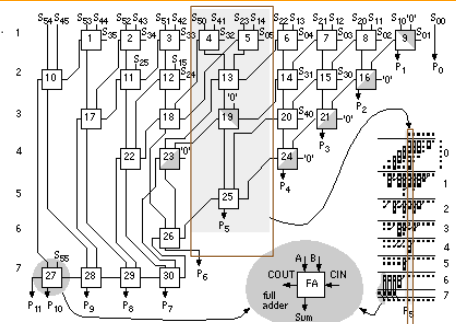 S54 S45 S53 S44 S52 S43 S51 S42 S50 S41 S23 S14 S22 S13 S21 S12 S20 S11 S10 '0' S00
1 1 S35 2 S34 3 S33 4 S32 5 S05 6 S04 7 S03 8 S02 9 S01
P1 P0
S25 S15
2 10 11 12 S24 13 14 S31 15 S30 16 '0'
'0' P2
3 17 18 19 20 S40 21 '0'
P3 0
4 22 23 '0' 24 '0' 1
P4
5 25 2
P5 3
6 26 4
P6 A B 5
7 S55 COUT FA CIN 6
27 28 29 30 full 7
adder
P11 P10 P9 P8 P7 Sum P5